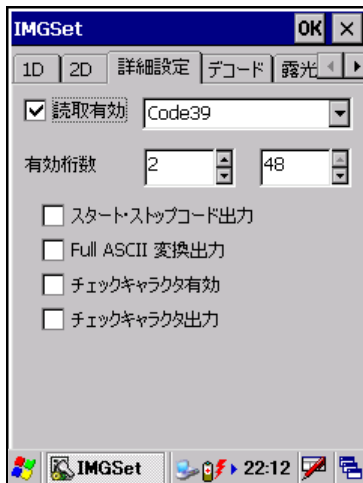 IMGSet OK ×
1D 2D 詳細設定 デコード 露光
読取有効 Code39
有効桁数 2 48
スタート・ストップコード出力
Full ASCII 変換出力
チェックキャラクタ有効
チェックキャラクタ出力
IMGSet 22:12